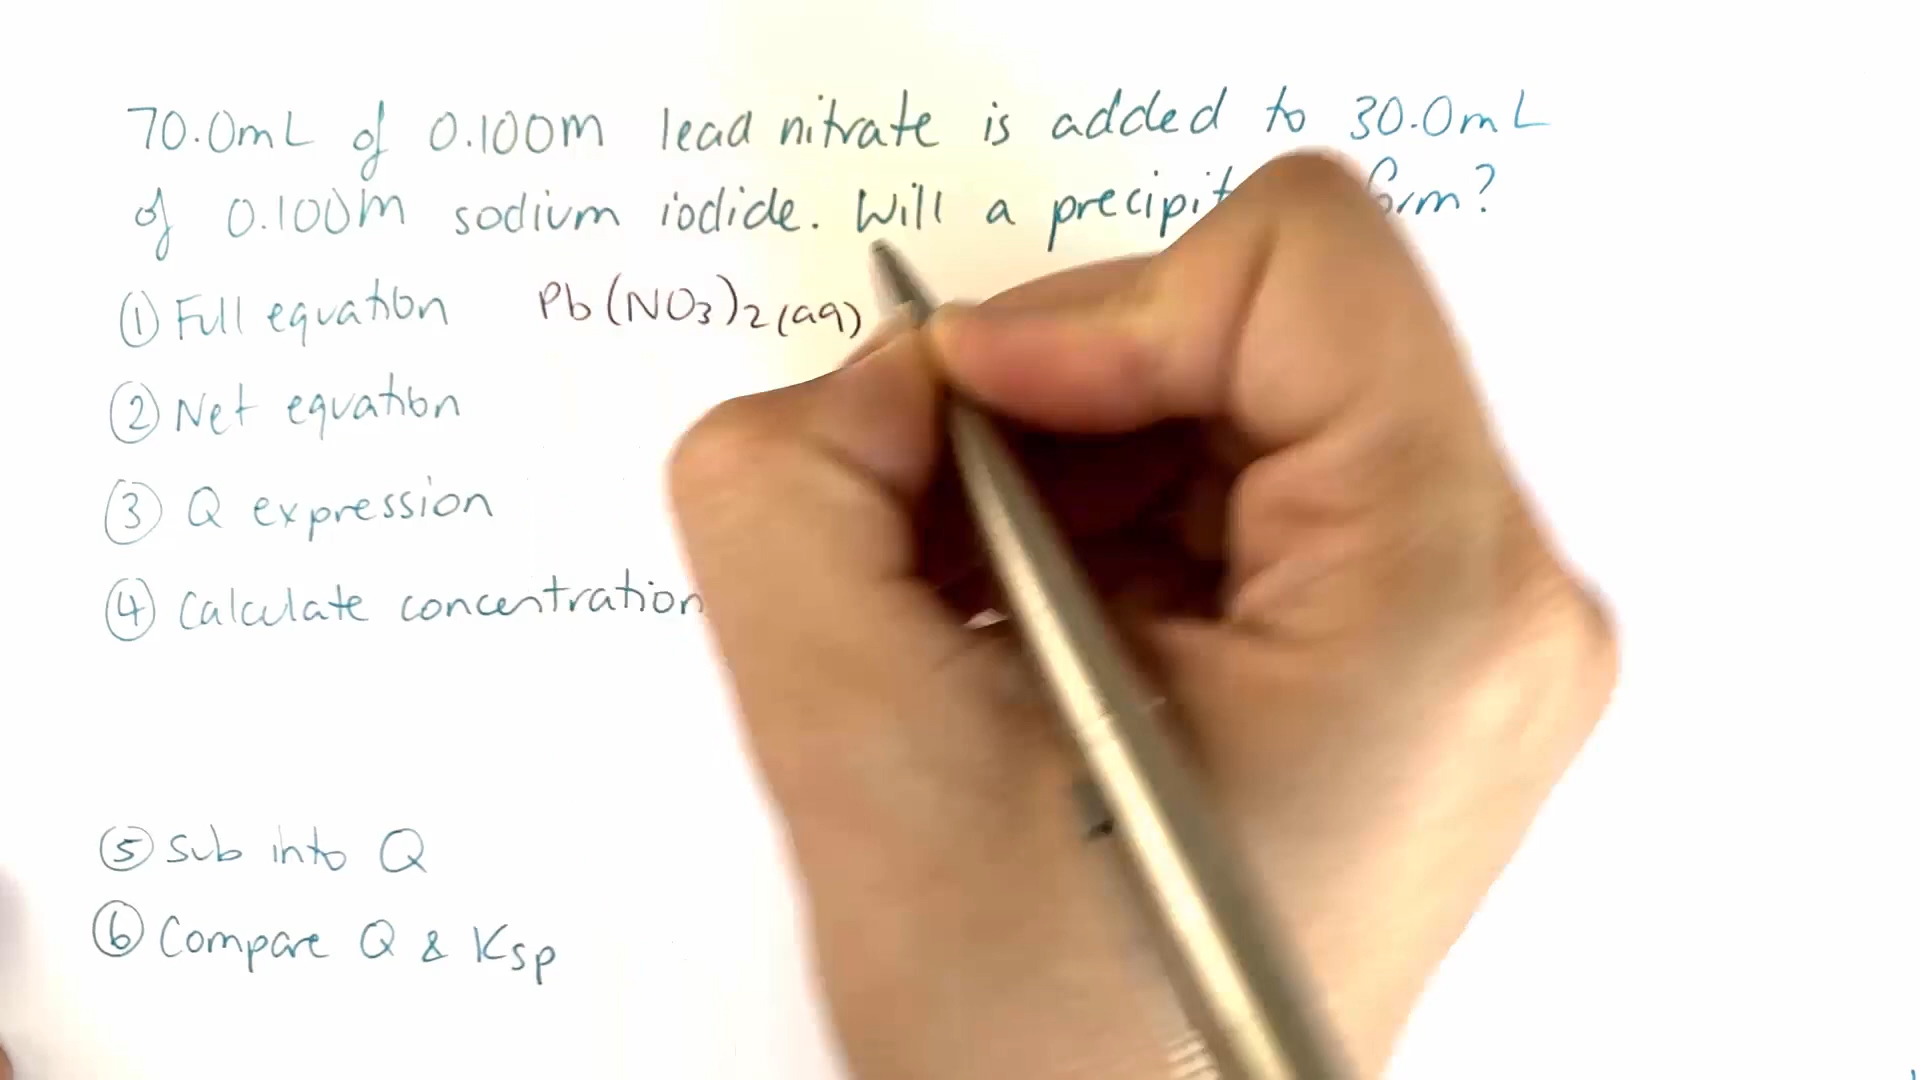 70.0mL of 0.100m lead nitrate is added to 30.0mL
of 0.100m sodium iodide. Will a form?
① Full equation Pb(NO3)2(aq)
② Net equation
③ Q expression
④ Calculate concentration
⑤ Sub into Q
⑥ Compare Q & Ksp